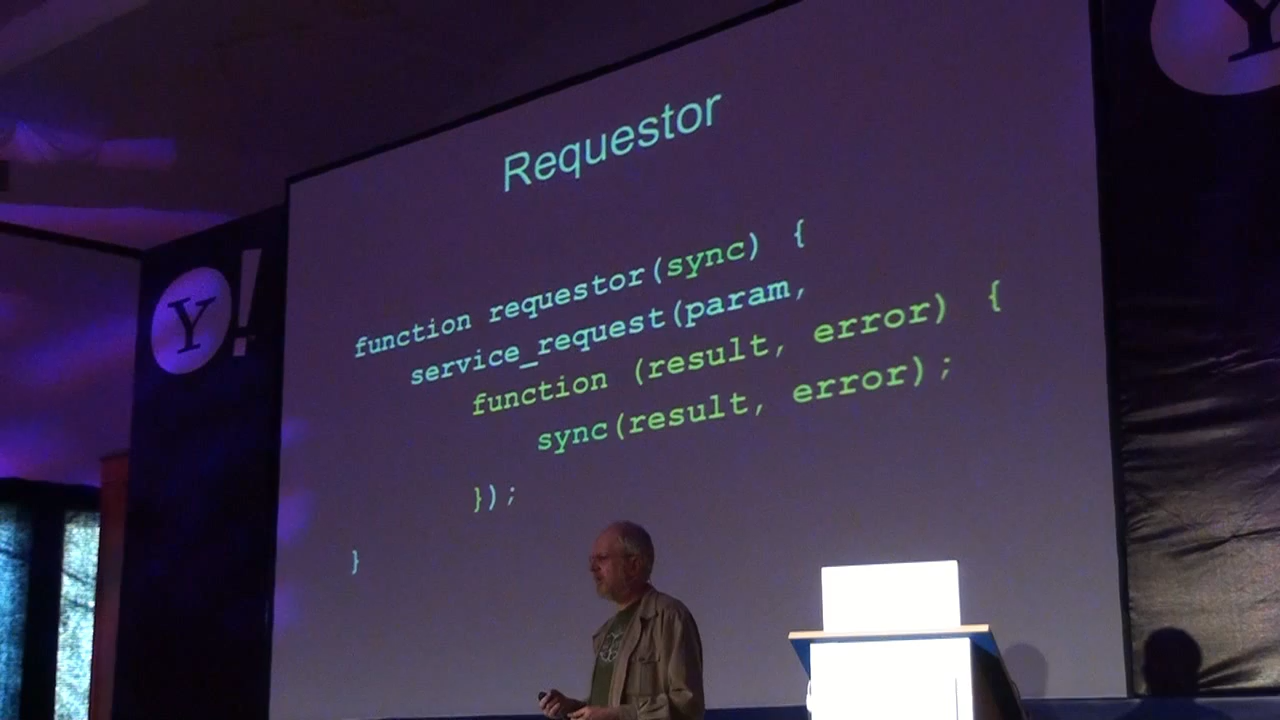 Requestor
function requestor(sync) {
service_request(param,
function (result, error) {
sync(result, error);
});
}
Y!
Y